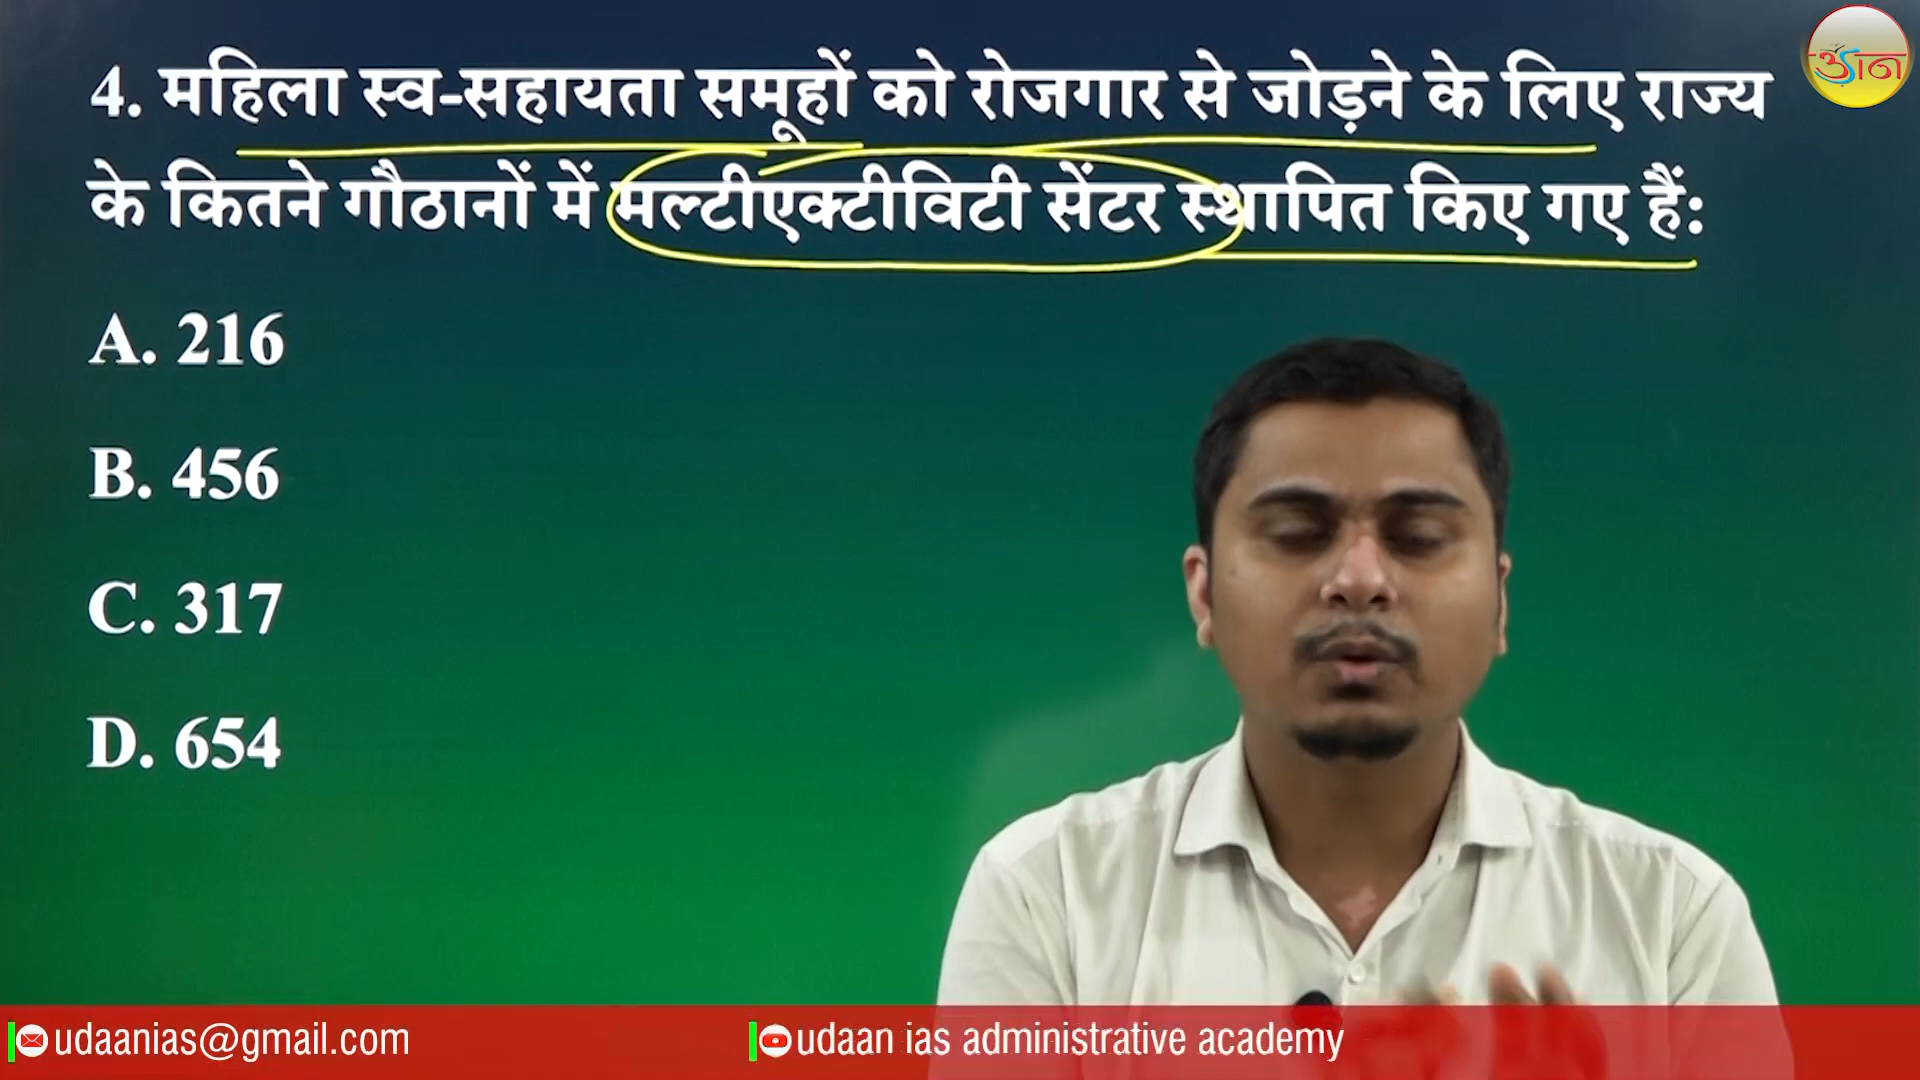 उड़ान
4. महिला स्व-सहायता समूहों को रोजगार से जोड़ने के लिए राज्य
के कितने गौठानों में मल्टीएक्टीविटी सेंटर स्थापित किए गए हैं:
A. 216
B. 456
C. 317
D. 654
udaanias@gmail.com
udaan ias administrative academy